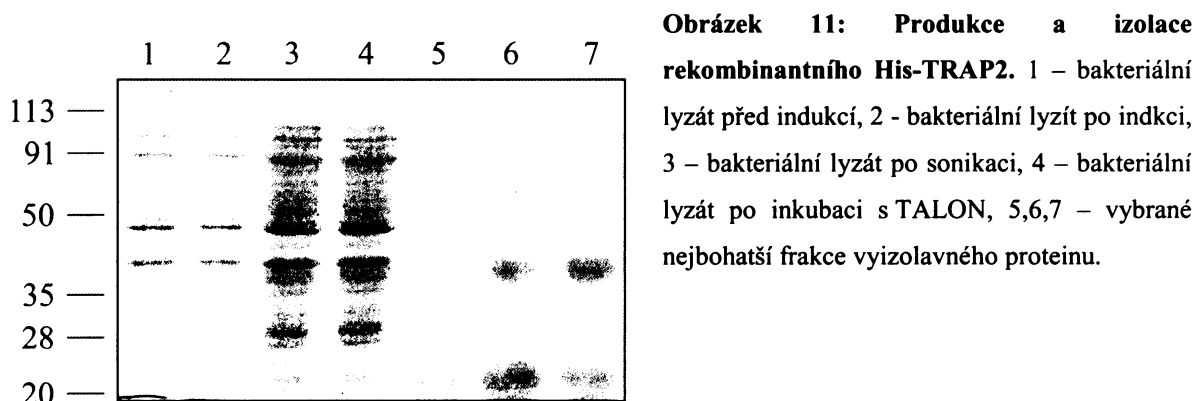 1 2 3 4 5 6 7
113
91
50
35
28
20
Obrázek 11: Produkce a izolace
rekombinantního His-TRAP2. 1 – bakteriální
lyzát před indukcí, 2 - bakteriální lyzít po indkci,
3 – bakteriální lyzát po sonikaci, 4 – bakteriální
lyzát po inkubaci s TALON, 5,6,7 – vybrané
nejbohatší frakce vyizolavného proteinu.